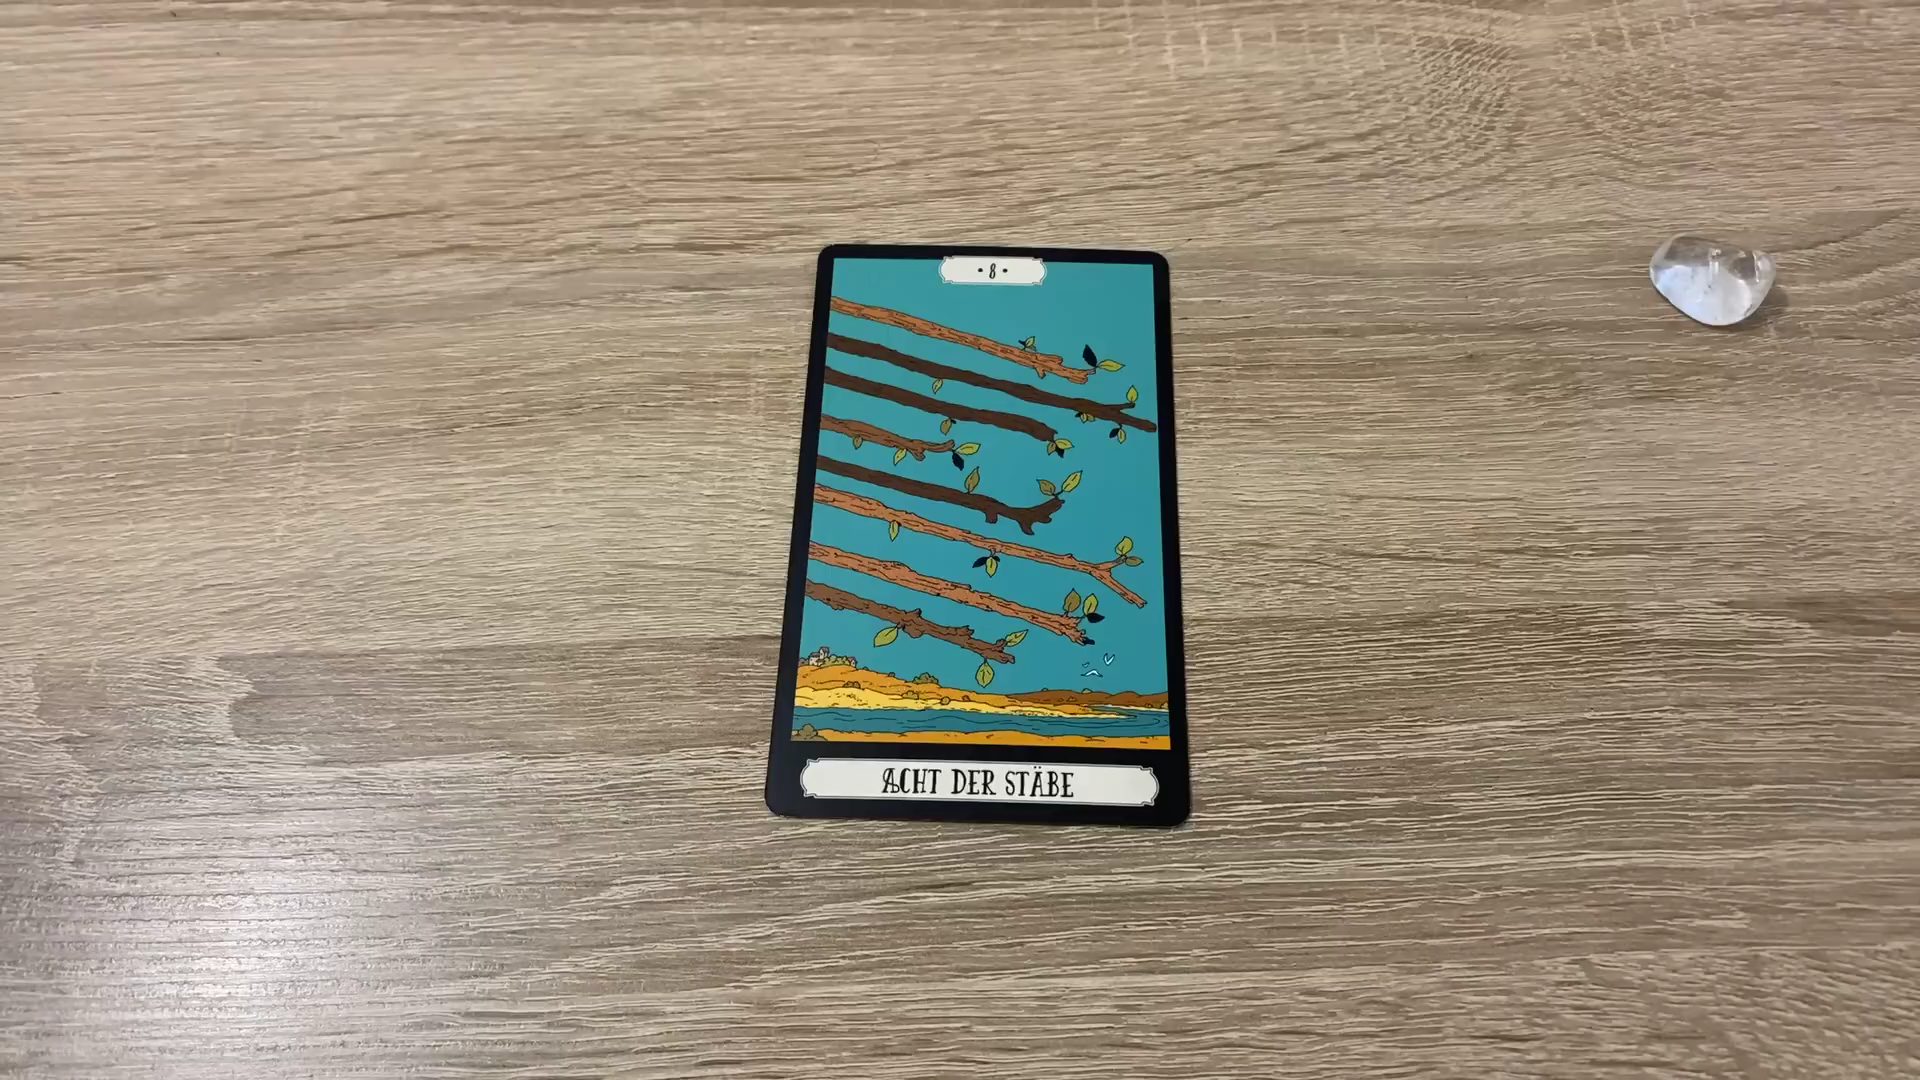 • 8 •
ACHT DER STÄBE